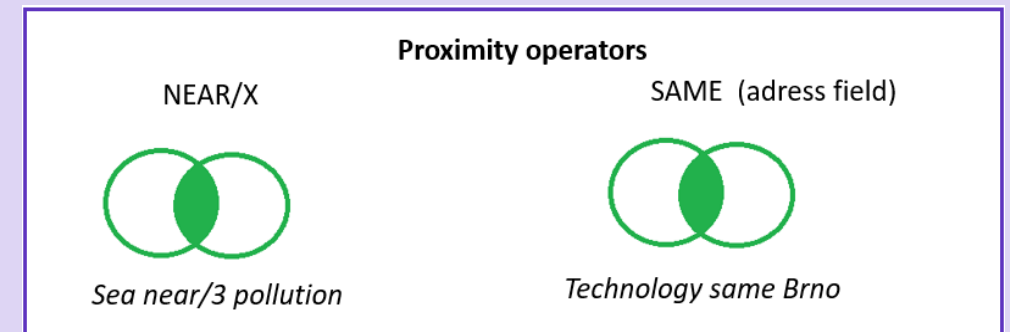 Proximity operators
NEAR/X
SAME (adress field)
Sea near/3 pollution
Technology same Brno